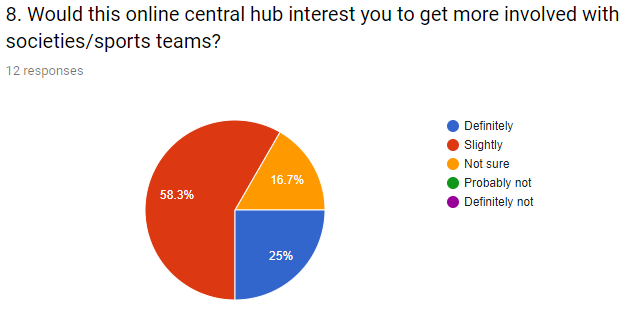 8. Would this online central hub interest you to get more involved with
societies/sports teams?
12 responses
Definitely
Slightly
Not sure
Probably not
Definitely not
16.7%
58.3%
25%